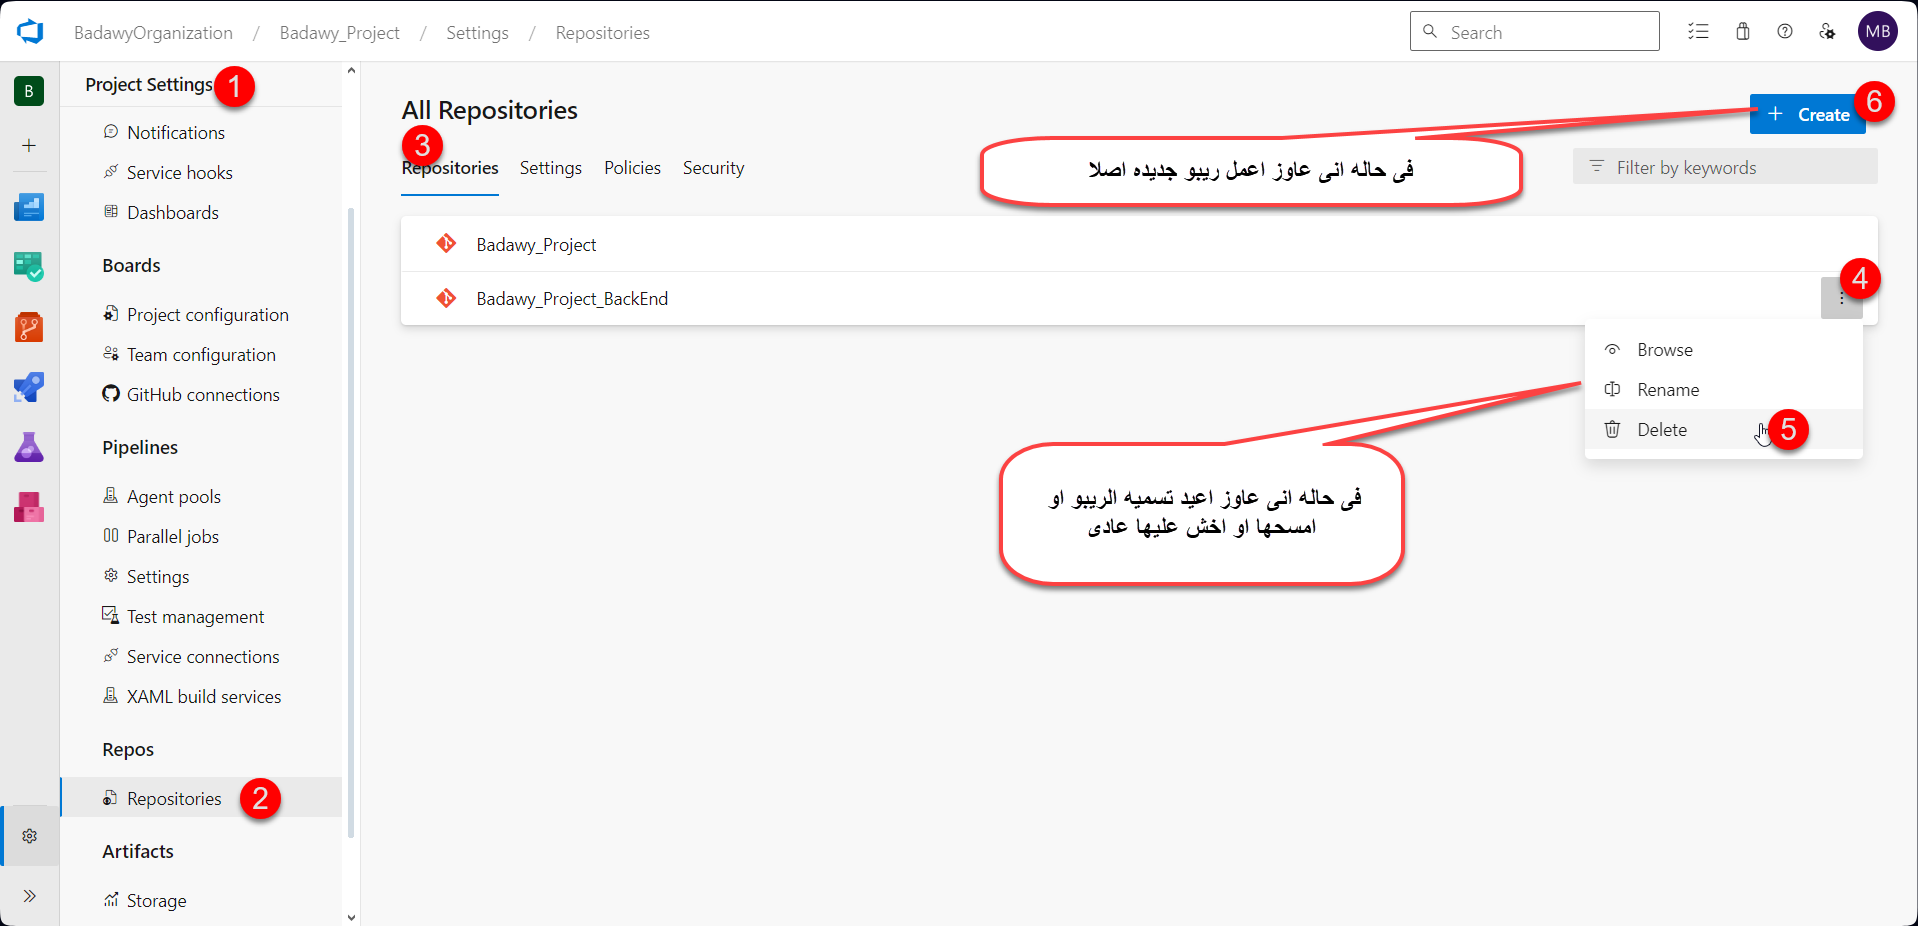 BadawyOrganization / Badawy_Project / Settings / Repositories
Search
MB
B
Project Settings
1
Notifications
Service hooks
Dashboards
Boards
Project configuration
Team configuration
GitHub connections
Pipelines
Agent pools
Parallel jobs
Settings
Test management
Service connections
XAML build services
Repos
Repositories
2
Artifacts
Storage
All Repositories
3
+ Create
6
Repositories Settings Policies Security
فى حاله انى عاوز اعمل ريبو جديده اصلا
Filter by keywords
Badawy_Project
Badawy_Project_BackEnd
4
Browse
Rename
Delete
5
فى حاله انى عاوز اعيد تسميه الريبو او
امسحها او اخش عليها عادى